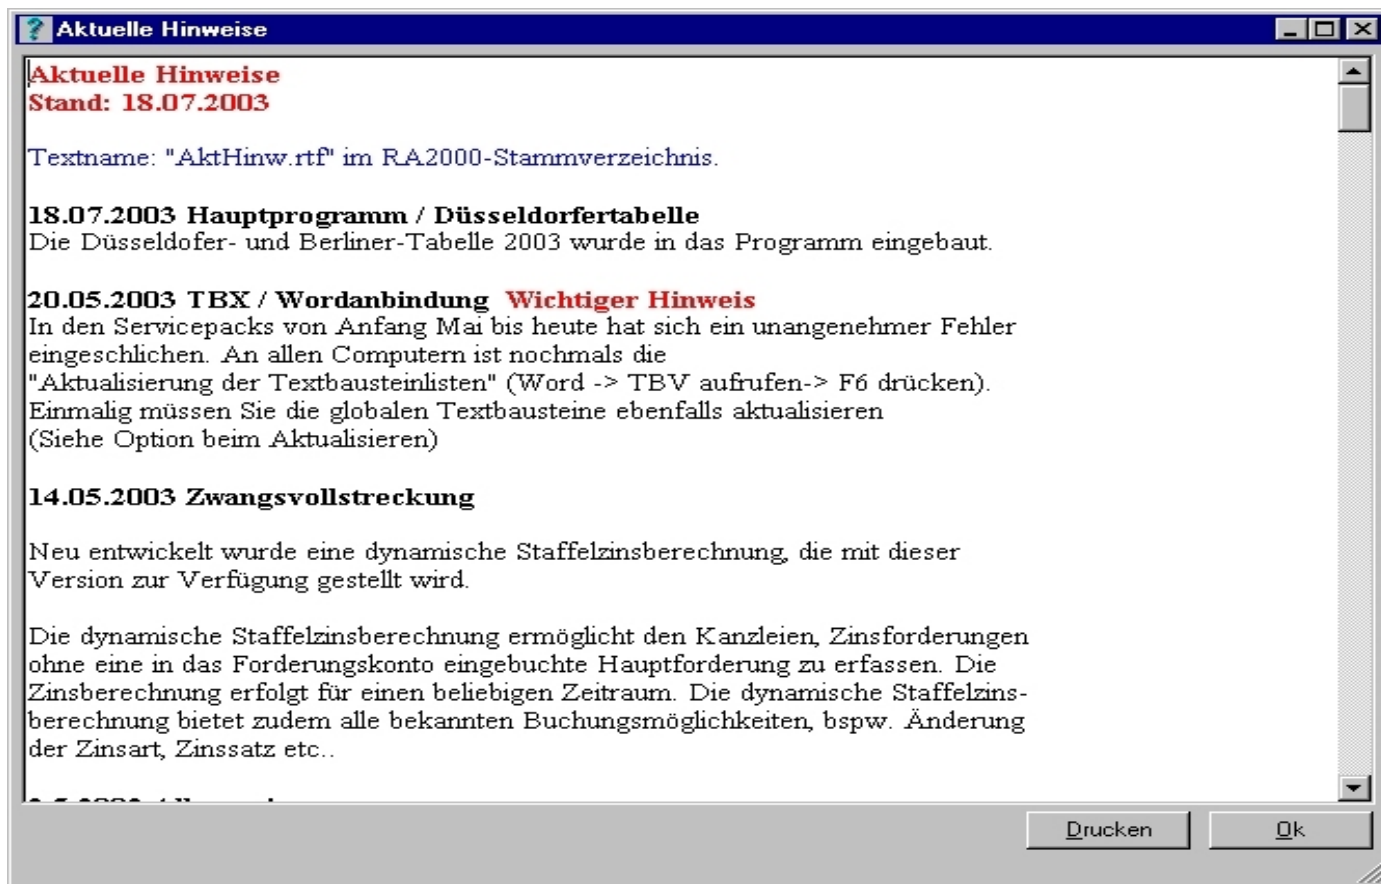 Aktuelle Hinweise
Aktuelle Hinweise
Stand: 18.07.2003
Textname: "AktHinw.rtf" im RA2000-Stammverzeichnis.
18.07.2003 Hauptprogramm / Düsseldorfertabelle
Die Düsseldofer- und Berliner-Tabelle 2003 wurde in das Programm eingebaut.
20.05.2003 TBX / Wordanbindung Wichtiger Hinweis
In den Servicepacks von Anfang Mai bis heute hat sich ein unangenehmer Fehler
eingeschlichen. An allen Computern ist nochmals die
"Aktualisierung der Textbausteinlisten" (Word -> TBV aufrufen-> F6 drücken).
Einmalig müssen Sie die globalen Textbausteine ebenfalls aktualisieren
(Siehe Option beim Aktualisieren)
14.05.2003 Zwangsvollstreckung
Neu entwickelt wurde eine dynamische Staffelzinsberechnung, die mit dieser
Version zur Verfügung gestellt wird.
Die dynamische Staffelzinsberechnung ermöglicht den Kanzleien, Zinsforderungen
ohne eine in das Forderungskonto eingebuchte Hauptforderung zu erfassen. Die
Zinsberechnung erfolgt für einen beliebigen Zeitraum. Die dynamische Staffelzins-
berechnung bietet zudem alle bekannten Buchungsmöglichkeiten, bspw. Änderung
der Zinsart, Zinssatz etc..
Drucken
Ok